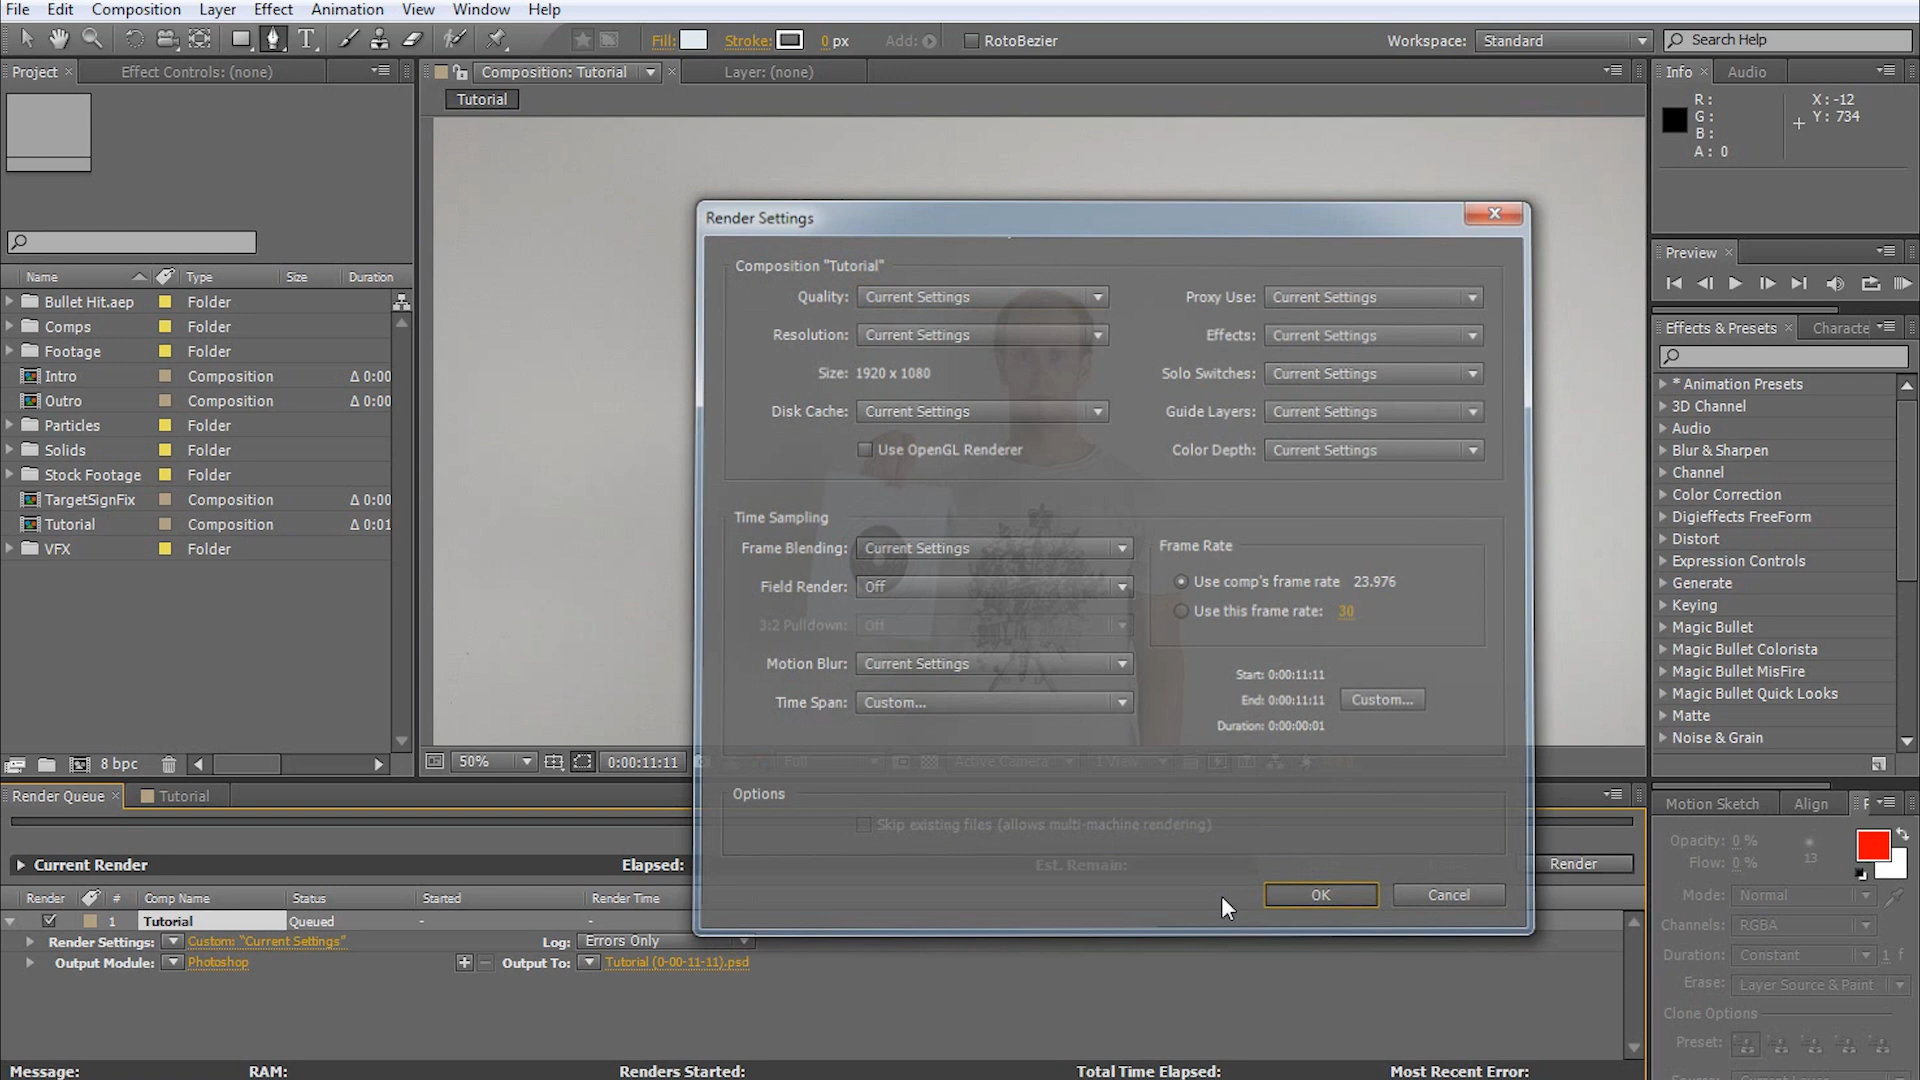 File Edit Composition Layer Effect Animation View Window Help
Fill: Stroke: 0 px Add: RotoBezier Workspace: Standard Search Help
Project Effect Controls: (none) Composition: Tutorial Layer: (none) Info Audio
Tutorial
R: X: -12
G: Y: 734
B:
A: 0
Render Settings
Composition "Tutorial"
Quality: Current Settings Proxy Use: Current Settings
Resolution: Current Settings Effects: Current Settings
Size: 1920 x 1080 Solo Switches: Current Settings
Disk Cache: Current Settings Guide Layers: Current Settings
Use OpenGL Renderer Color Depth: Current Settings
Time Sampling
Frame Blending: Current Settings
Field Render: Off
3:2 Pulldown: Off
Motion Blur: Current Settings
Time Span: Custom...
Frame Rate
Use comp's frame rate 23.976
Use this frame rate: 30
Start: 0:00:11:11
End: 0:00:11:11 Custom...
Duration: 0:00:00:01
Options
Skip existing files (allows multi-machine rendering)
OK Cancel
Name Type Size Duration
Bullet Hit.aep Folder
Comps Folder
Footage Folder
Intro Composition Δ 0:00
Outro Composition Δ 0:00
Particles Folder
Solids Folder
Stock Footage Folder
TargetSignFix Composition Δ 0:00
Tutorial Composition Δ 0:01
VFX Folder
8 bpc 50% 0:00:11:11 Full Active Camera 1 View
Preview
Effects & Presets Characte
* Animation Presets
3D Channel
Audio
Blur & Sharpen
Channel
Color Correction
Digieffects FreeForm
Distort
Expression Controls
Generate
Keying
Magic Bullet
Magic Bullet Colorista
Magic Bullet MisFire
Magic Bullet Quick Looks
Matte
Noise & Grain
Render Queue Tutorial
Current Render Elapsed: Est. Remain: Render
Render # Comp Name Status Started Render Time
1 Tutorial Queued - -
Render Settings: Custom: "Current Settings" Log: Errors Only
Output Module: Photoshop Output To: Tutorial (0-00-11-11).psd
Message: RAM: Renders Started: Total Time Elapsed: Most Recent Error:
Motion Sketch Align P
Opacity: 0 %
Flow: 0 % 13
Mode: Normal
Channels: RGBA
Duration: Constant 1 f
Erase: Layer Source & Paint
Clone Options
Preset: